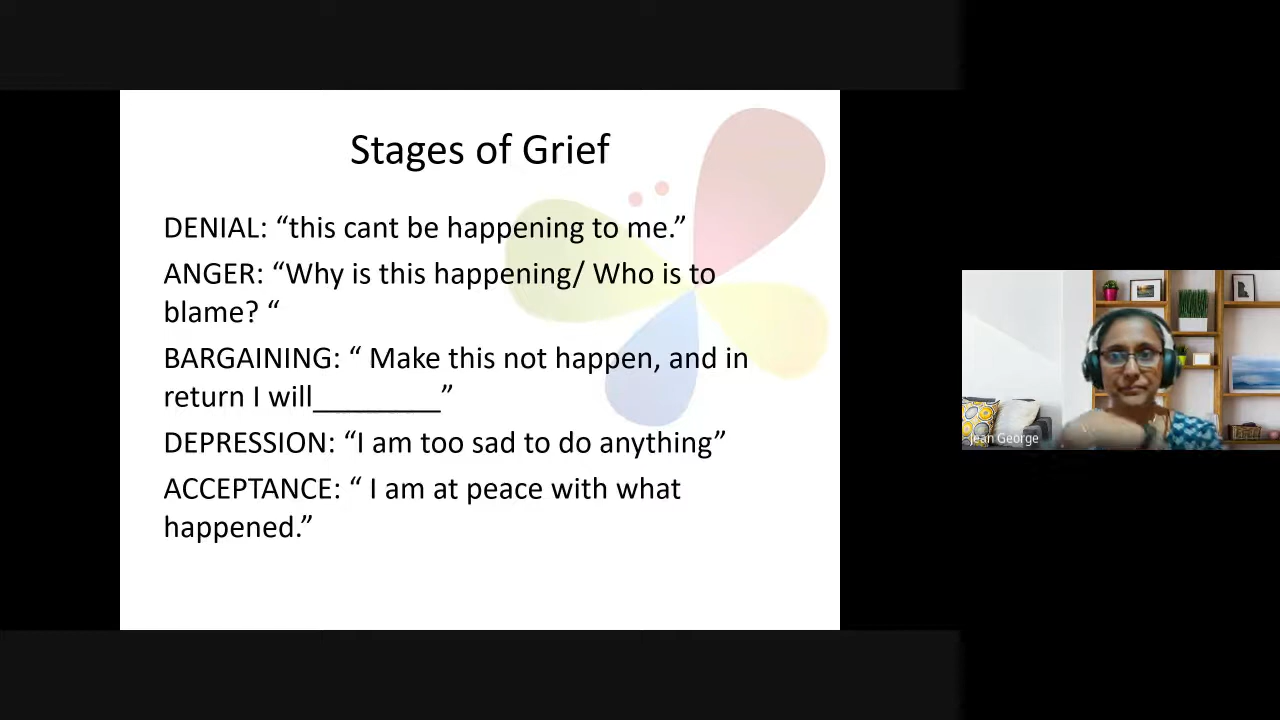 Stages of Grief
DENIAL: “this cant be happening to me.”
ANGER: “Why is this happening/ Who is to
blame? “
BARGAINING: “ Make this not happen, and in
return I will________”
DEPRESSION: “I am too sad to do anything”
ACCEPTANCE: “ I am at peace with what
happened.”
Jean George